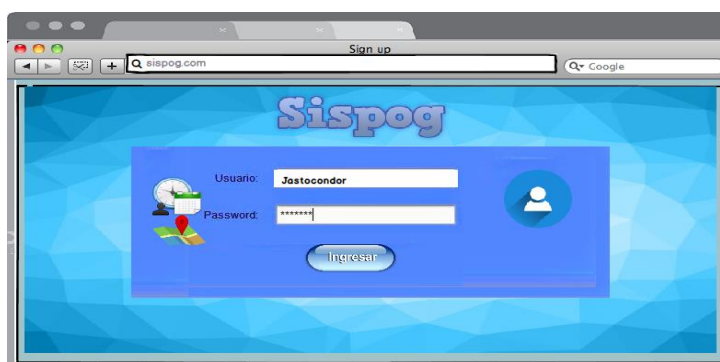 Sign up
sispog.com
Google
Sispog
Usuario: Jastocondor
Password: *******
Ingresar